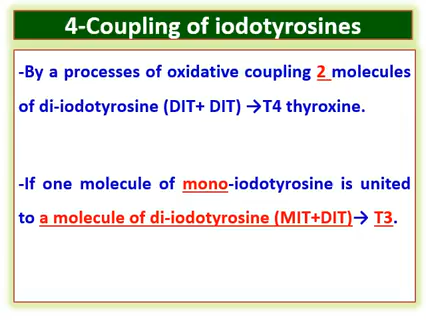 4-Coupling of iodotyrosines
-By a processes of oxidative coupling 2 molecules
of di-iodotyrosine (DIT+ DIT) →T4 thyroxine.
-If one molecule of mono-iodotyrosine is united
to a molecule of di-iodotyrosine (MIT+DIT)→ T3.